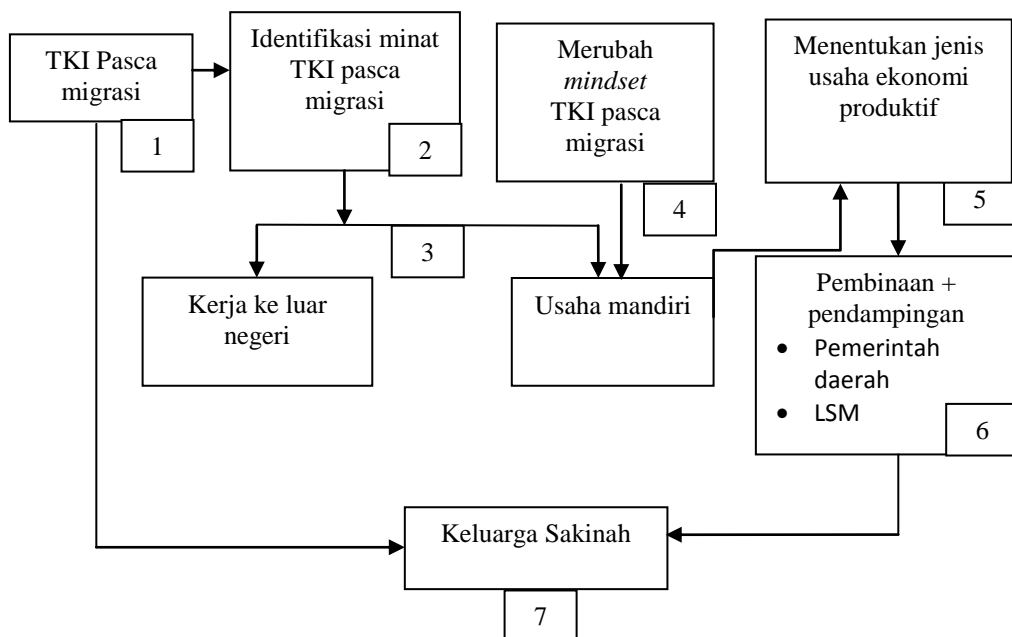 TKI Pasca
migrasi
1
Identifikasi minat
TKI pasca
migrasi
2
3
Merubah
mindset
TKI pasca
migrasi
4
Menentukan jenis
usaha ekonomi
produktif
5
Kerja ke luar
negeri
Usaha mandiri
Pembinaan +
pendampingan
• Pemerintah
daerah
• LSM
6
Keluarga Sakinah
7